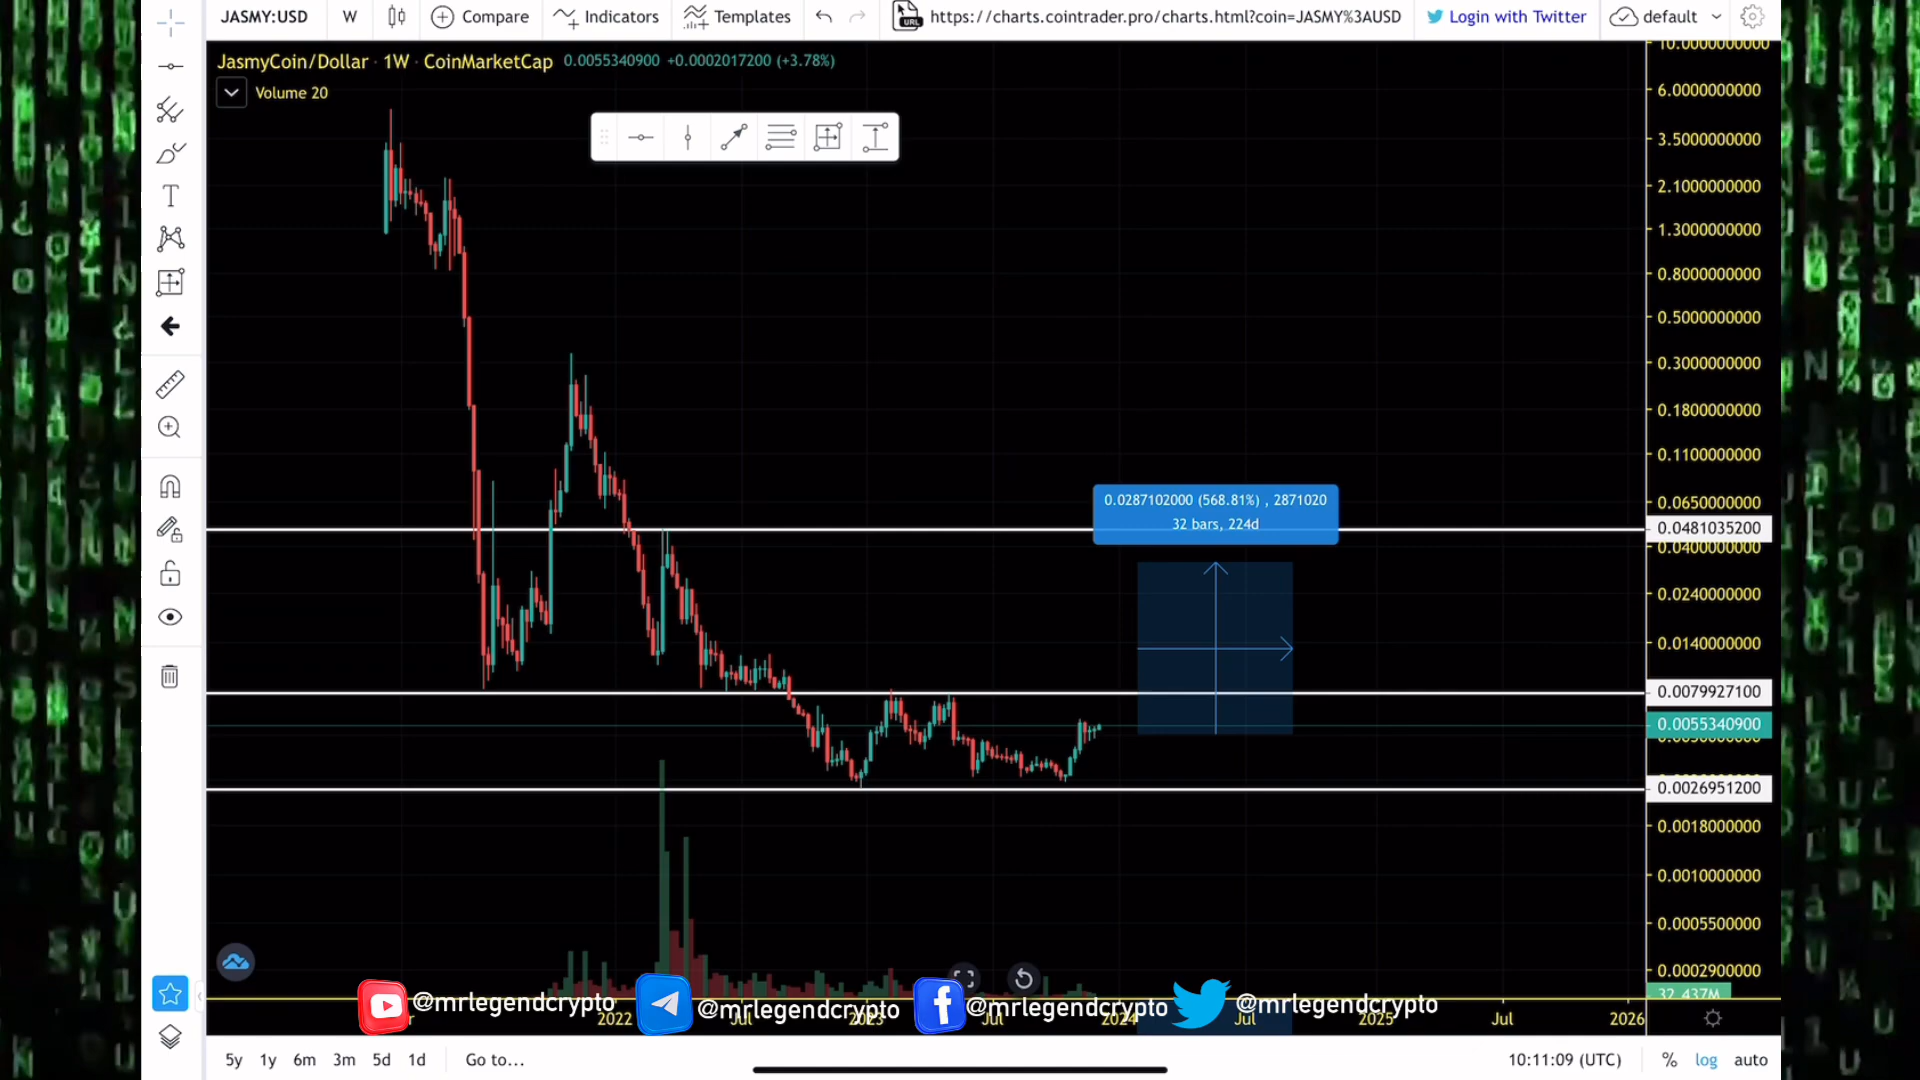 JASMY:USD W Compare Indicators Templates URL https://charts.cointrader.pro/charts.html?coin=JASMY%3AUSD Login with Twitter default
JasmyCoin/Dollar · 1W · CoinMarketCap 0.0055340900 +0.0002017200 (+3.78%)
Volume 20
10.0000000000
6.0000000000
3.5000000000
2.1000000000
1.3000000000
0.8000000000
0.5000000000
0.3000000000
0.1800000000
0.1100000000
0.0650000000
0.0287102000 (568.81%) , 2871020
32 bars, 224d
0.0481035200
0.0400000000
0.0240000000
0.0140000000
0.0079927100
0.0055340900
0.0026951200
0.0018000000
0.0010000000
0.0005500000
0.0002900000
32.437M
@mrlegendcrypto @mrlegendcrypto @mrlegendcrypto @mrlegendcrypto
2022 Jul 2023 Jul 2024 Jul 2025 Jul 2026
5y 1y 6m 3m 5d 1d Go to... 10:11:09 (UTC) % log auto